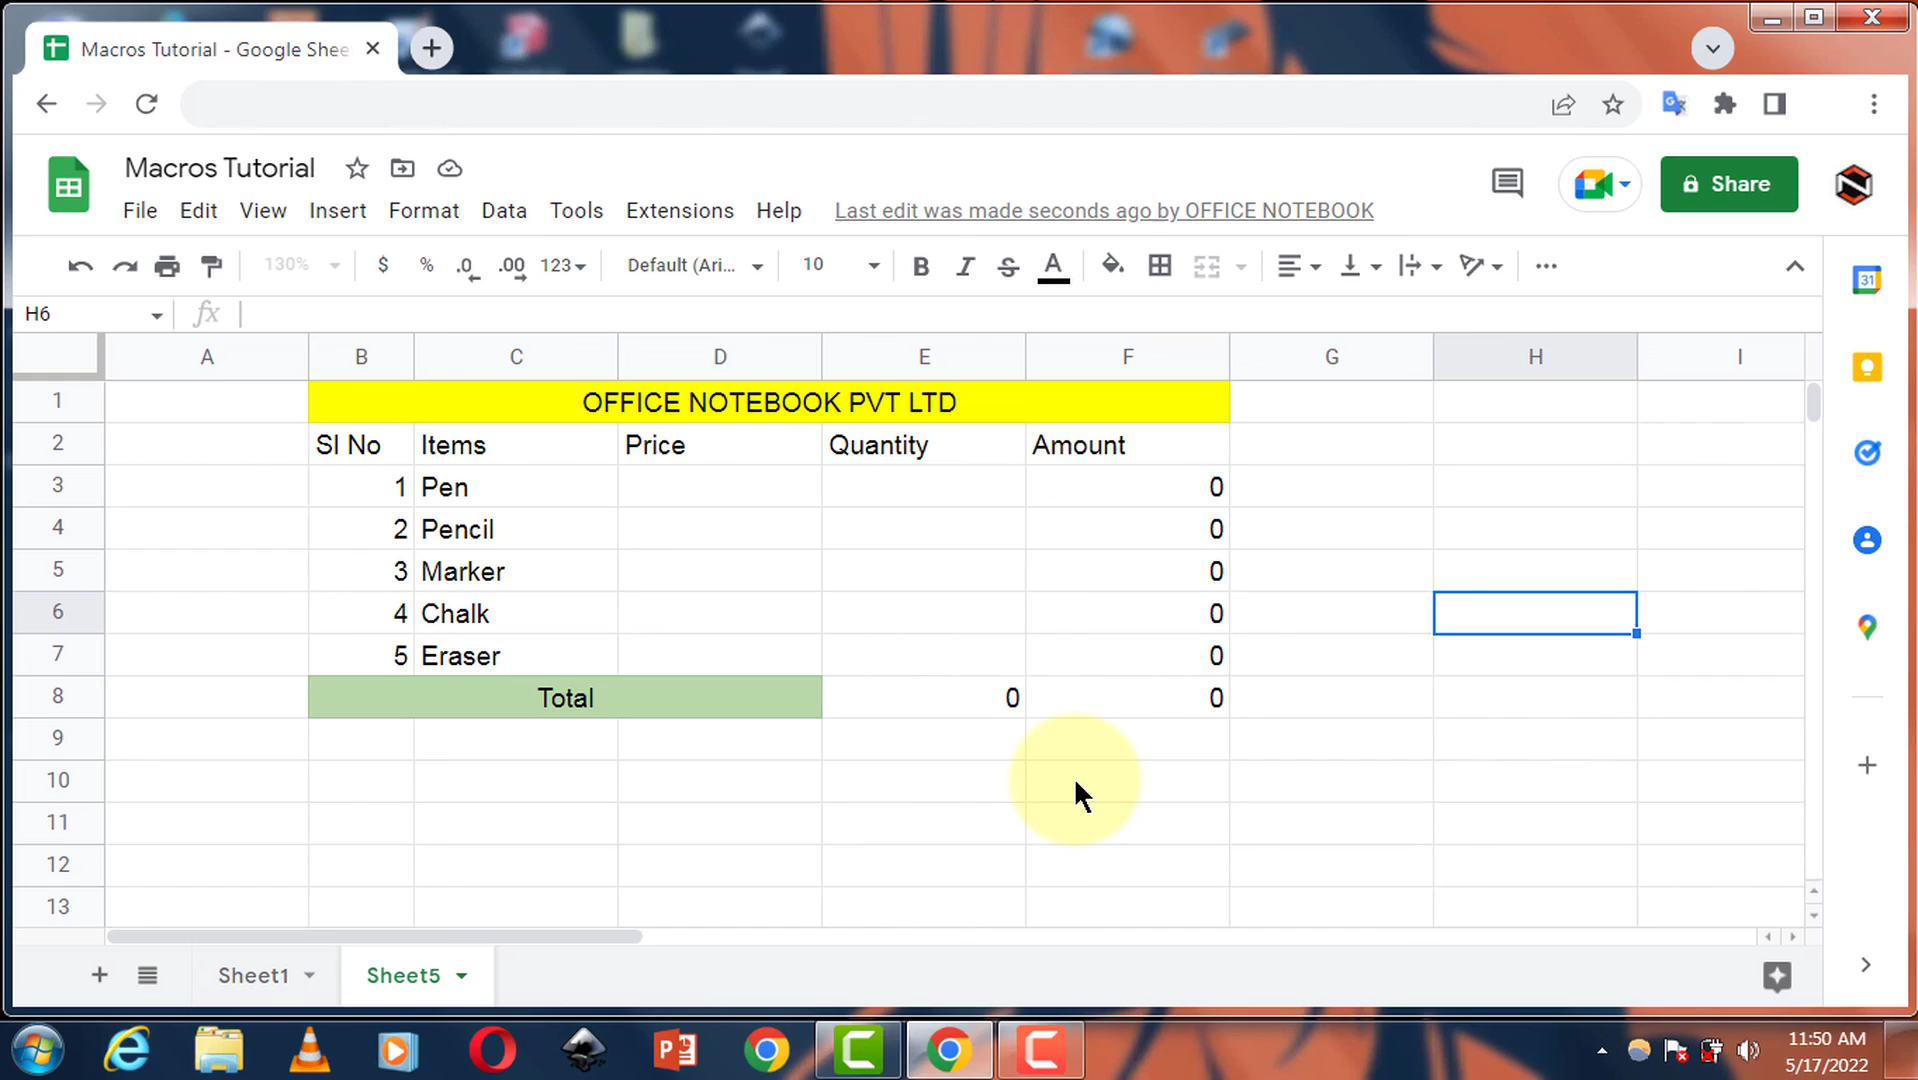 Macros Tutorial - Google Shee
Macros Tutorial
File Edit View Insert Format Data Tools Extensions Help Last edit was made seconds ago by OFFICE NOTEBOOK
Share
130% $ % .0 .00 123 Default (Ari... 10 B I S A
31
H6 fx
A B C D E F G H I
1 OFFICE NOTEBOOK PVT LTD
2 Sl No Items Price Quantity Amount
3 1 Pen 0
4 2 Pencil 0
5 3 Marker 0
6 4 Chalk 0
7 5 Eraser 0
8 Total 0 0
9
10
11
12
13
Sheet1 Sheet5
11:50 AM
5/17/2022